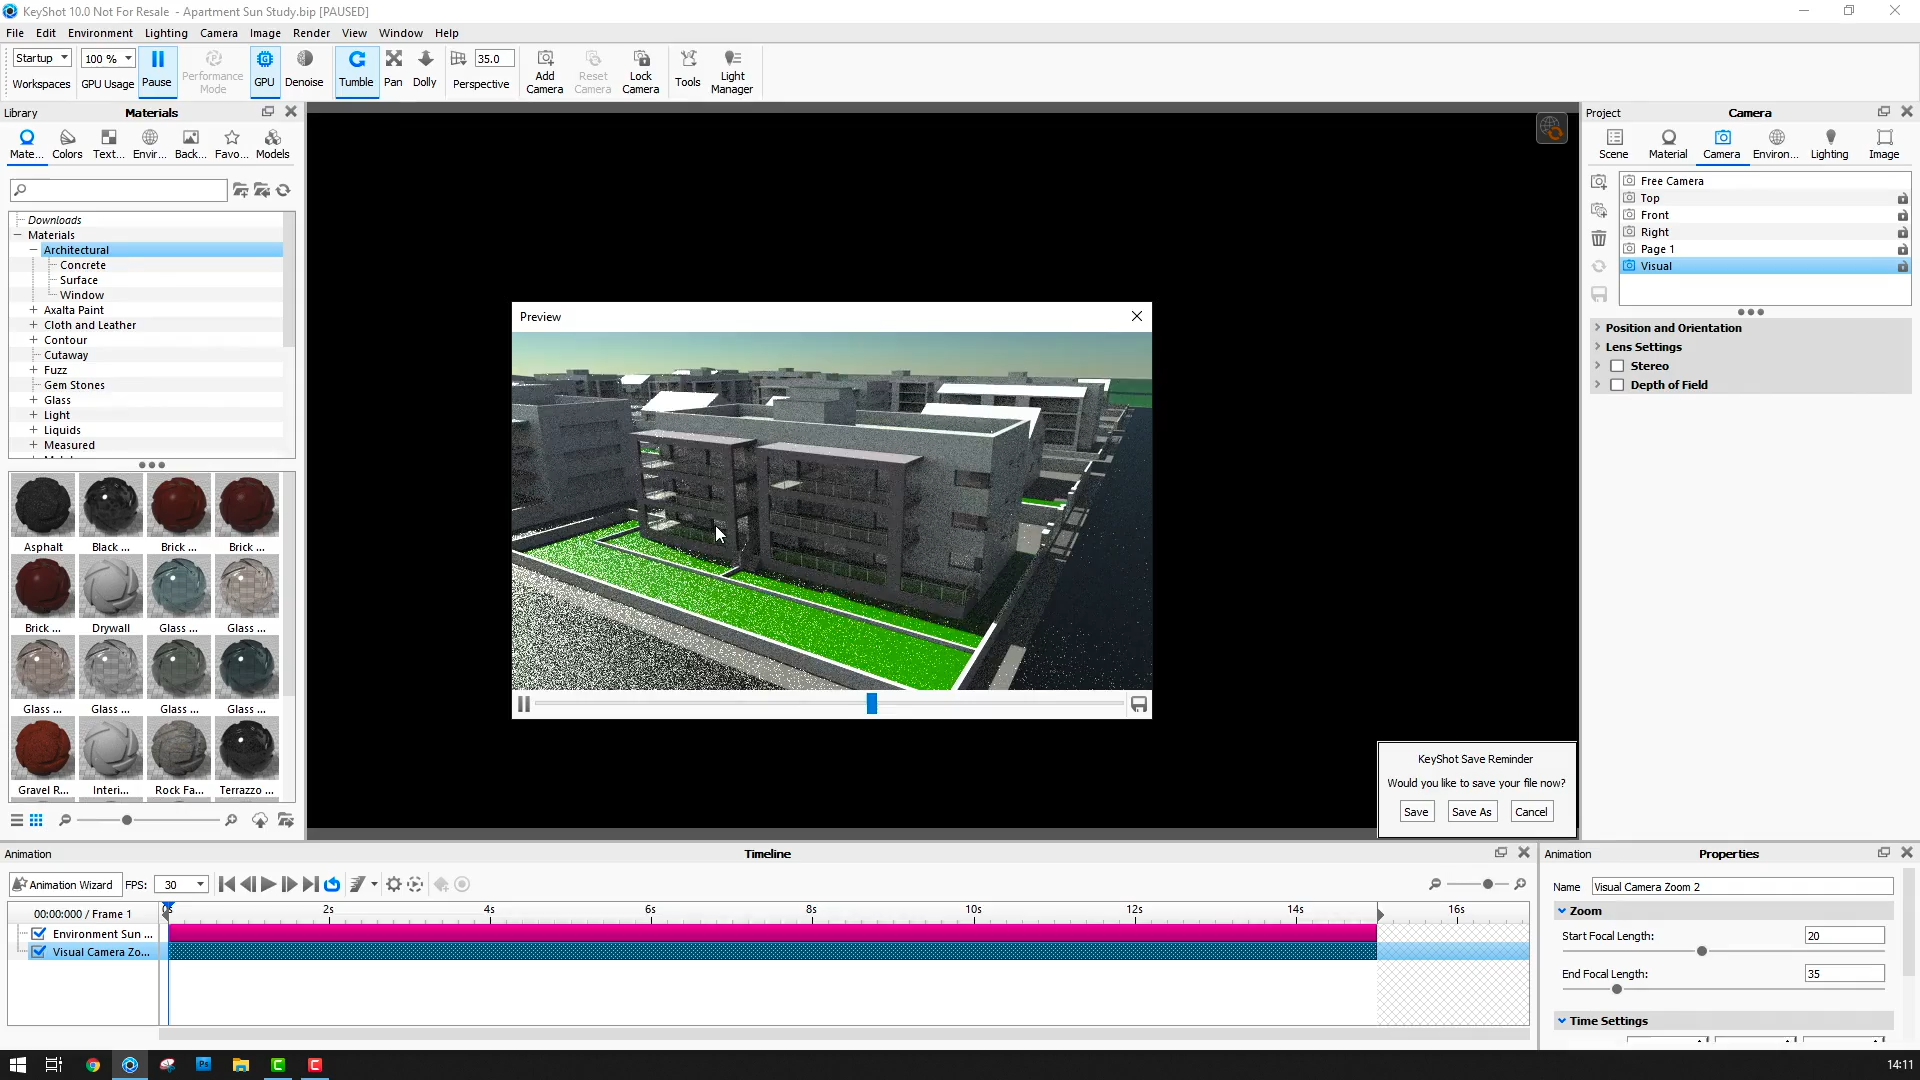 KeyShot 10.0 Not For Resale - Apartment Sun Study.bip [PAUSED]
File Edit Environment Lighting Camera Image Render View Window Help
Startup 100 % 35.0
Workspaces GPU Usage Pause Performance Mode GPU Denoise Tumble Pan Dolly Perspective Add Camera Reset Camera Lock Camera Tools Light Manager
Library Materials
Mate... Colors Text... Envir... Back... Favo... Models
Downloads
Materials
Architectural
Concrete
Surface
Window
Axalta Paint
Cloth and Leather
Contour
Cutaway
Fuzz
Gem Stones
Glass
Light
Liquids
Measured
Asphalt Black ... Brick ... Brick ...
Brick ... Drywall Glass ... Glass ...
Glass ... Glass ... Glass ... Glass ...
Gravel R... Interi... Rock Fa... Terrazzo ...
Preview
KeyShot Save Reminder
Would you like to save your file now?
Save Save As Cancel
Project Camera
Scene Material Camera Environ... Lighting Image
Free Camera
Top
Front
Right
Page 1
Visual
Position and Orientation
Lens Settings
Stereo
Depth of Field
Animation Timeline
Animation Wizard FPS: 30
00:00:000 / Frame 1
0s 2s 4s 6s 8s 10s 12s 14s 16s
Environment Sun ...
Visual Camera Zo...
Animation Properties
Name Visual Camera Zoom 2
Zoom
Start Focal Length: 20
End Focal Length: 35
Time Settings
14:11